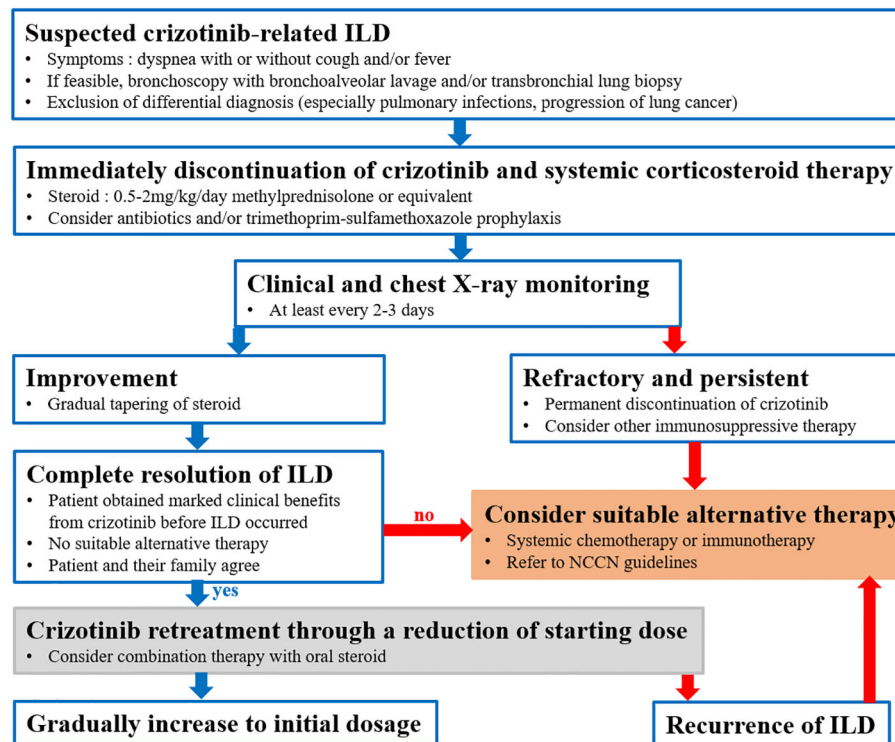 Suspected crizotinib-related ILD
• Symptoms : dyspnea with or without cough and/or fever
• If feasible, bronchoscopy with bronchoalveolar lavage and/or transbronchial lung biopsy
• Exclusion of differential diagnosis (especially pulmonary infections, progression of lung cancer)
Immediately discontinuation of crizotinib and systemic corticosteroid therapy
• Steroid : 0.5-2mg/kg/day methylprednisolone or equivalent
• Consider antibiotics and/or trimethoprim-sulfamethoxazole prophylaxis
Clinical and chest X-ray monitoring
• At least every 2-3 days
Improvement
• Gradual tapering of steroid
Refractory and persistent
• Permanent discontinuation of crizotinib
• Consider other immunosuppressive therapy
Complete resolution of ILD
• Patient obtained marked clinical benefits
from crizotinib before ILD occurred
• No suitable alternative therapy
• Patient and their family agree
no
Consider suitable alternative therapy
• Systemic chemotherapy or immunotherapy
• Refer to NCCN guidelines
yes
Crizotinib retreatment through a reduction of starting dose
• Consider combination therapy with oral steroid
Gradually increase to initial dosage
Recurrence of ILD